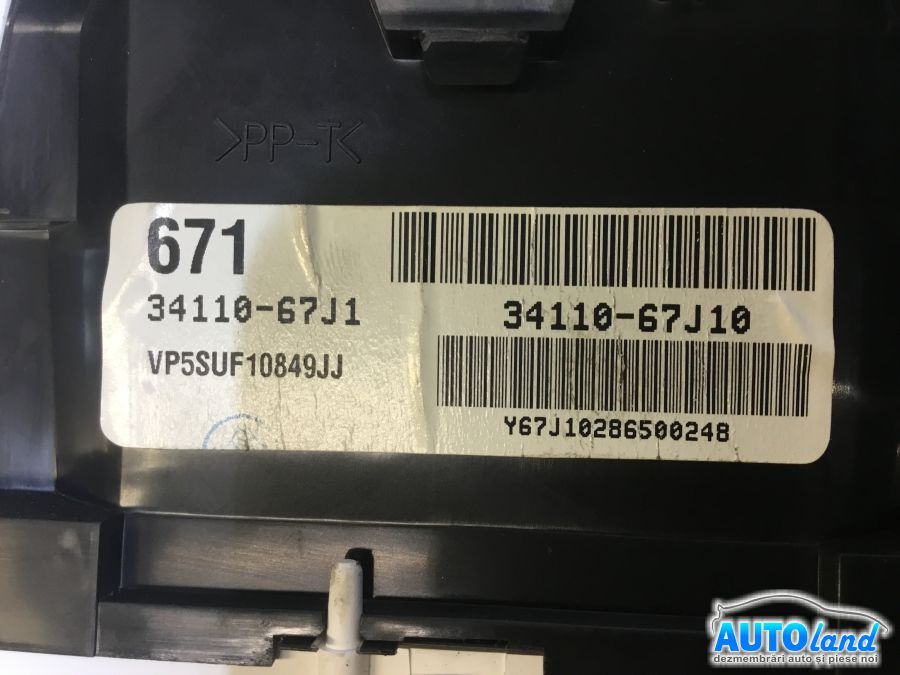 >PP-T<
671
34110-67J1
VP5SUF10849JJ
34110-67J10
Y67J10286500248
AUTOland
dezmembrări auto și piese noi